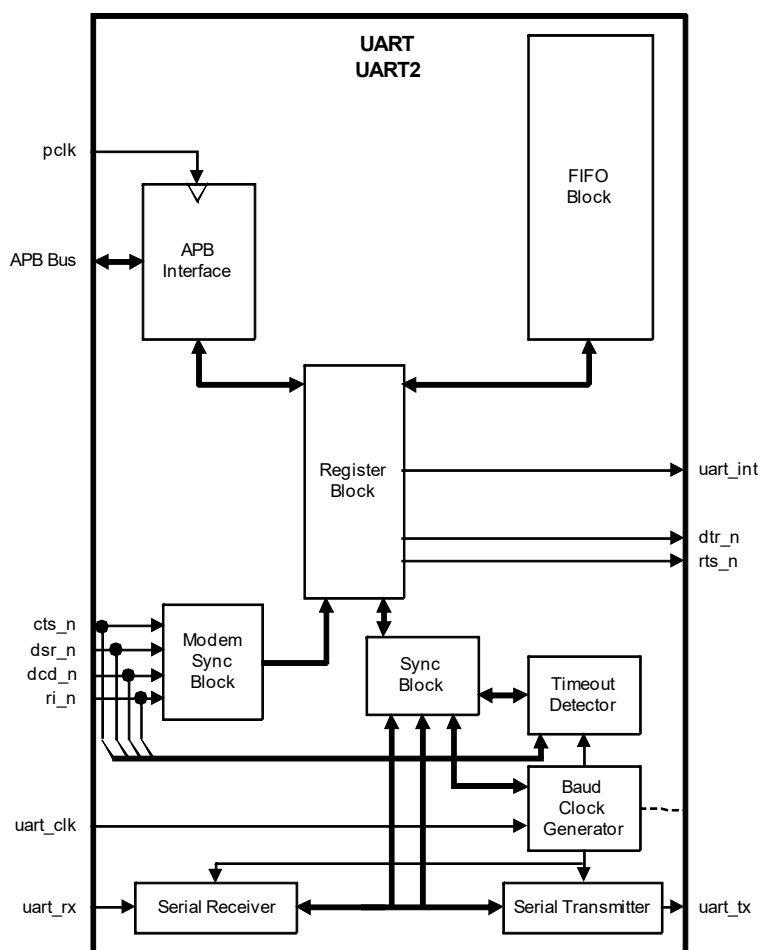 UART
UART2
pclk
FIFO
Block
APB Bus
APB
Interface
Register
Block
uart_int
dtr_n
rts_n
cts_n
dsr_n
dcd_n
ri_n
Modem
Sync
Block
Sync
Block
Timeout
Detector
uart_clk
Baud
Clock
Generator
uart_rx
Serial Receiver
Serial Transmitter
uart_tx